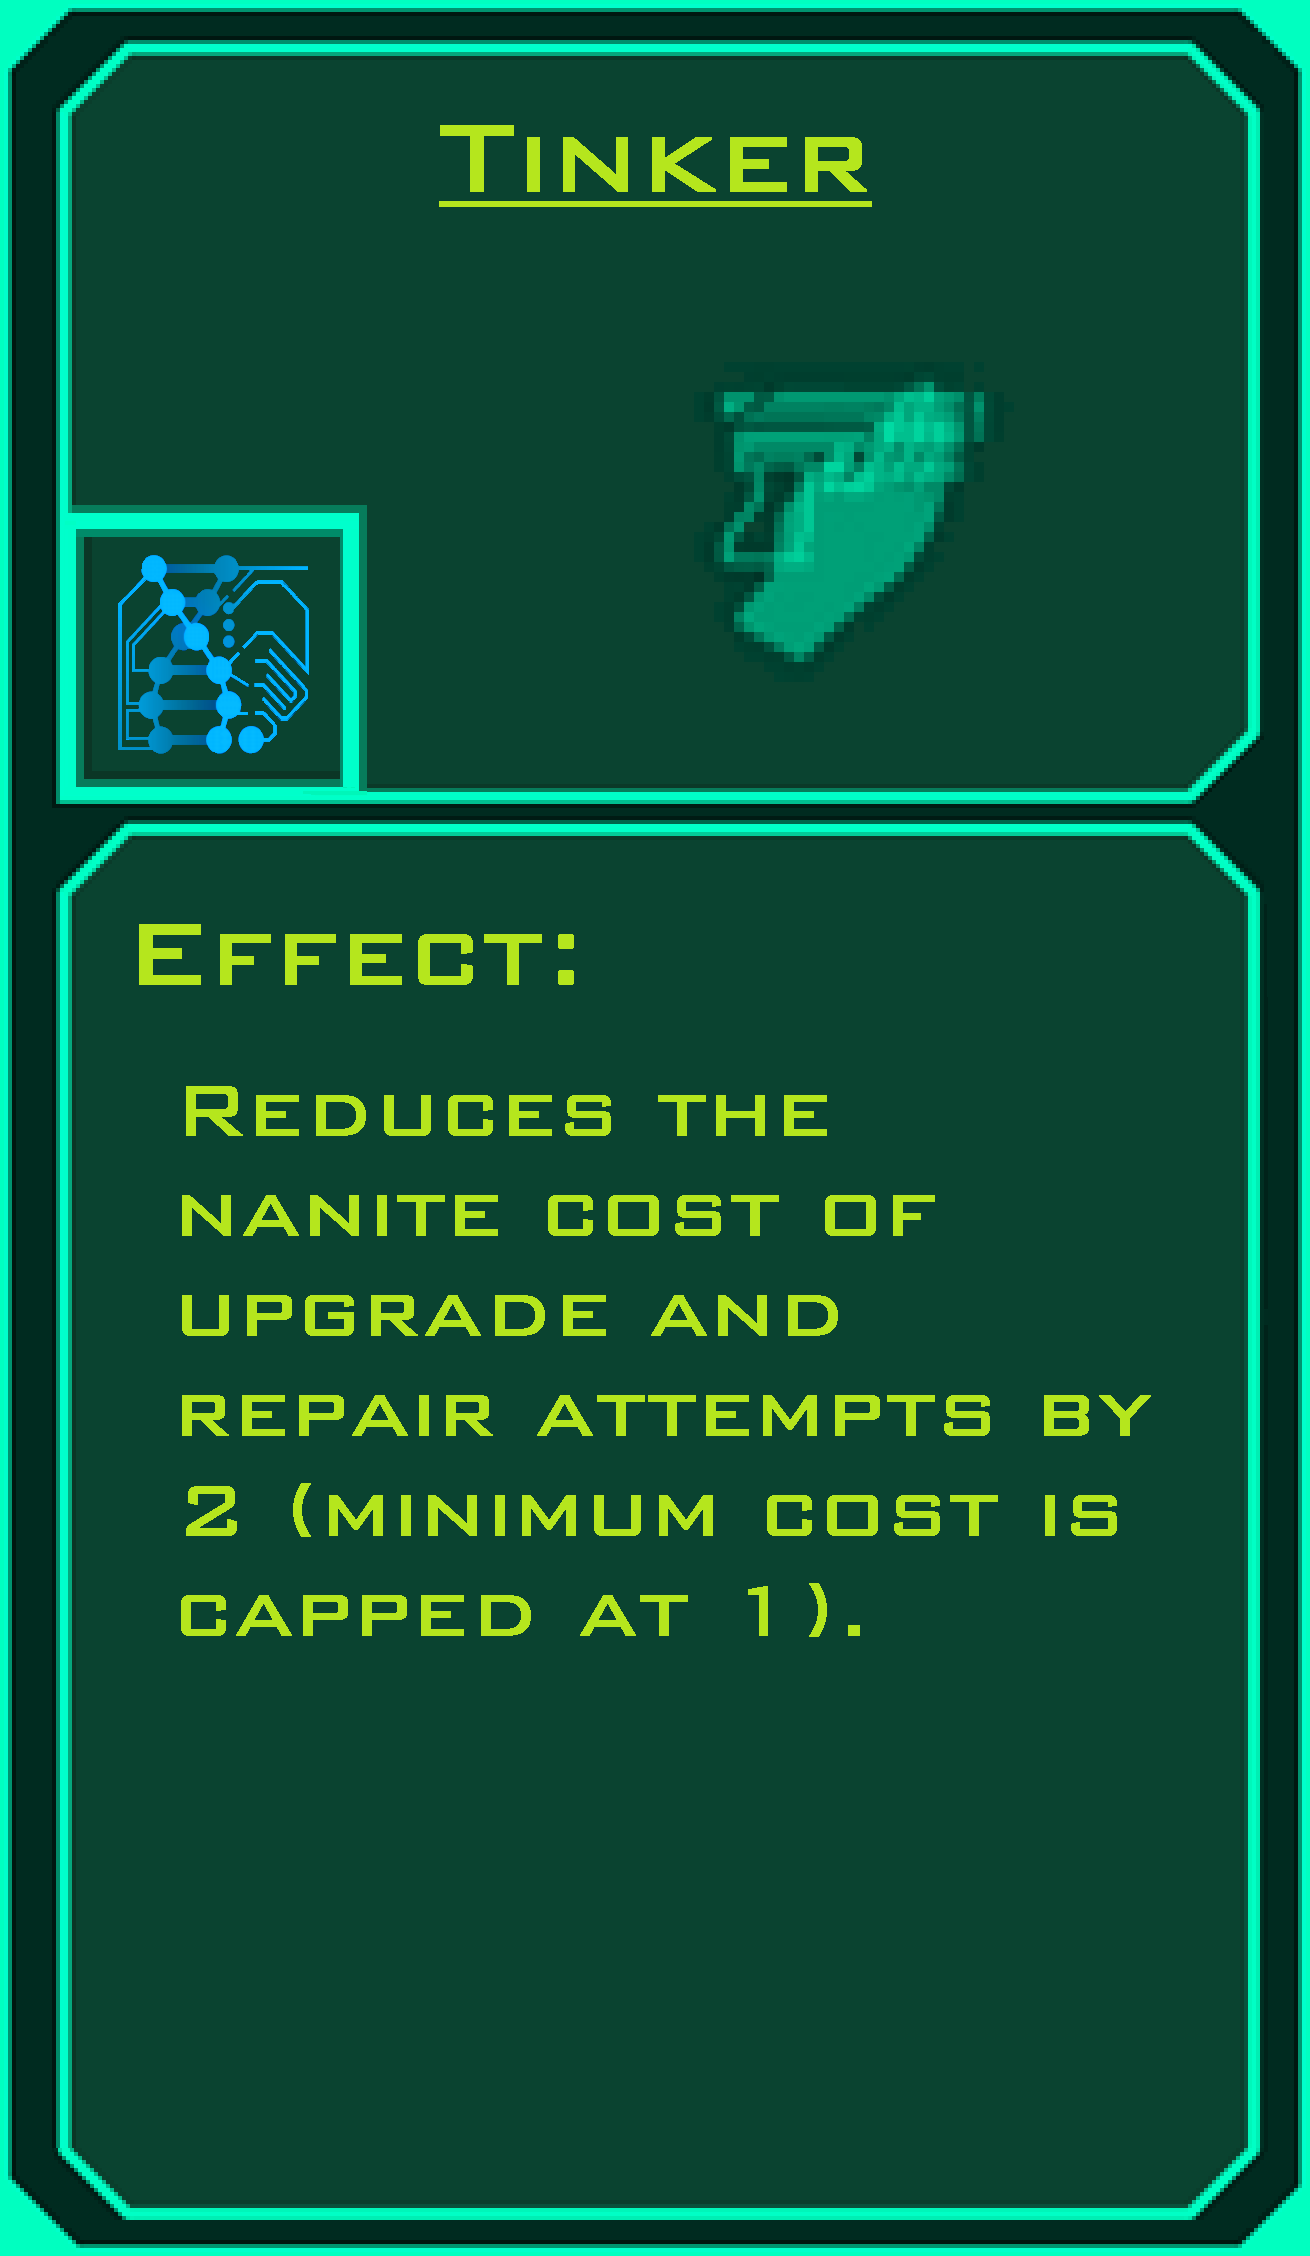 Tinker
Effect:
Reduces the
nanite cost of
upgrade and
repair attempts by
2 (minimum cost is
capped at 1).